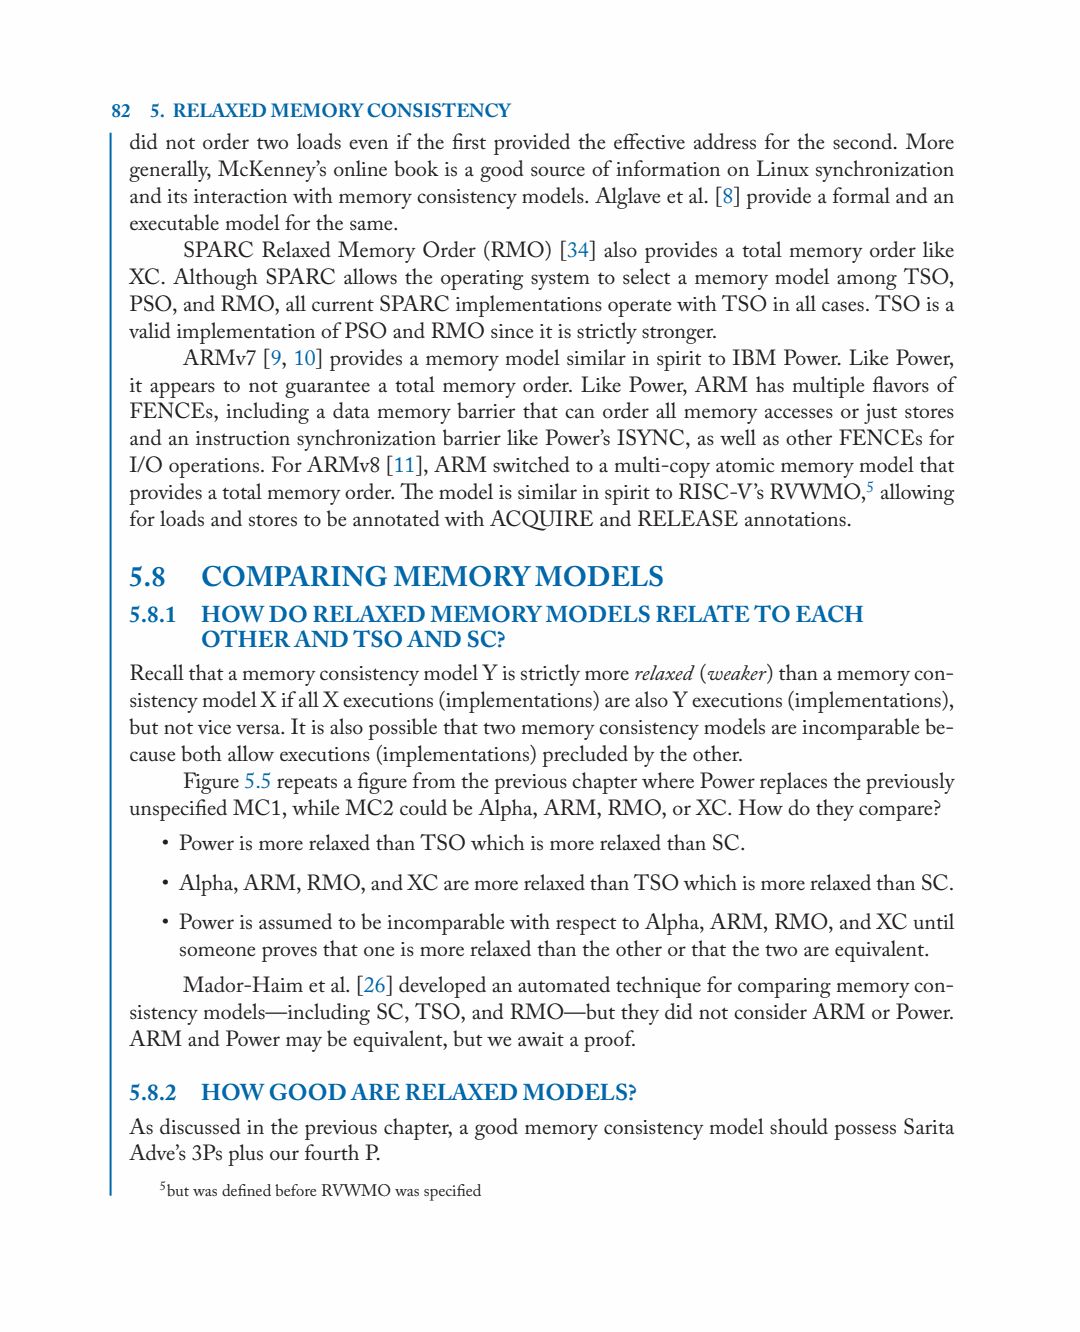 82 5. RELAXED MEMORY CONSISTENCY
did not order two loads even if the first provided the effective address for the second. More
generally, McKenney’s online book is a good source of information on Linux synchronization
and its interaction with memory consistency models. Alglave et al. [8] provide a formal and an
executable model for the same.
SPARC Relaxed Memory Order (RMO) [34] also provides a total memory order like
XC. Although SPARC allows the operating system to select a memory model among TSO,
PSO, and RMO, all current SPARC implementations operate with TSO in all cases. TSO is a
valid implementation of PSO and RMO since it is strictly stronger.
ARMv7 [9, 10] provides a memory model similar in spirit to IBM Power. Like Power,
it appears to not guarantee a total memory order. Like Power, ARM has multiple flavors of
FENCEs, including a data memory barrier that can order all memory accesses or just stores
and an instruction synchronization barrier like Power’s ISYNC, as well as other FENCEs for
I/O operations. For ARMv8 [11], ARM switched to a multi-copy atomic memory model that
provides a total memory order. The model is similar in spirit to RISC-V’s RVWMO,5 allowing
for loads and stores to be annotated with ACQUIRE and RELEASE annotations.
5.8 COMPARING MEMORY MODELS
5.8.1 HOW DO RELAXED MEMORY MODELS RELATE TO EACH
OTHER AND TSO AND SC?
Recall that a memory consistency model Y is strictly more relaxed (weaker) than a memory con-
sistency model X if all X executions (implementations) are also Y executions (implementations),
but not vice versa. It is also possible that two memory consistency models are incomparable be-
cause both allow executions (implementations) precluded by the other.
Figure 5.5 repeats a figure from the previous chapter where Power replaces the previously
unspecified MC1, while MC2 could be Alpha, ARM, RMO, or XC. How do they compare?
• Power is more relaxed than TSO which is more relaxed than SC.
• Alpha, ARM, RMO, and XC are more relaxed than TSO which is more relaxed than SC.
• Power is assumed to be incomparable with respect to Alpha, ARM, RMO, and XC until
someone proves that one is more relaxed than the other or that the two are equivalent.
Mador-Haim et al. [26] developed an automated technique for comparing memory con-
sistency models—including SC, TSO, and RMO—but they did not consider ARM or Power.
ARM and Power may be equivalent, but we await a proof.
5.8.2 HOW GOOD ARE RELAXED MODELS?
As discussed in the previous chapter, a good memory consistency model should possess Sarita
Adve’s 3Ps plus our fourth P.
5but was defined before RVWMO was specified